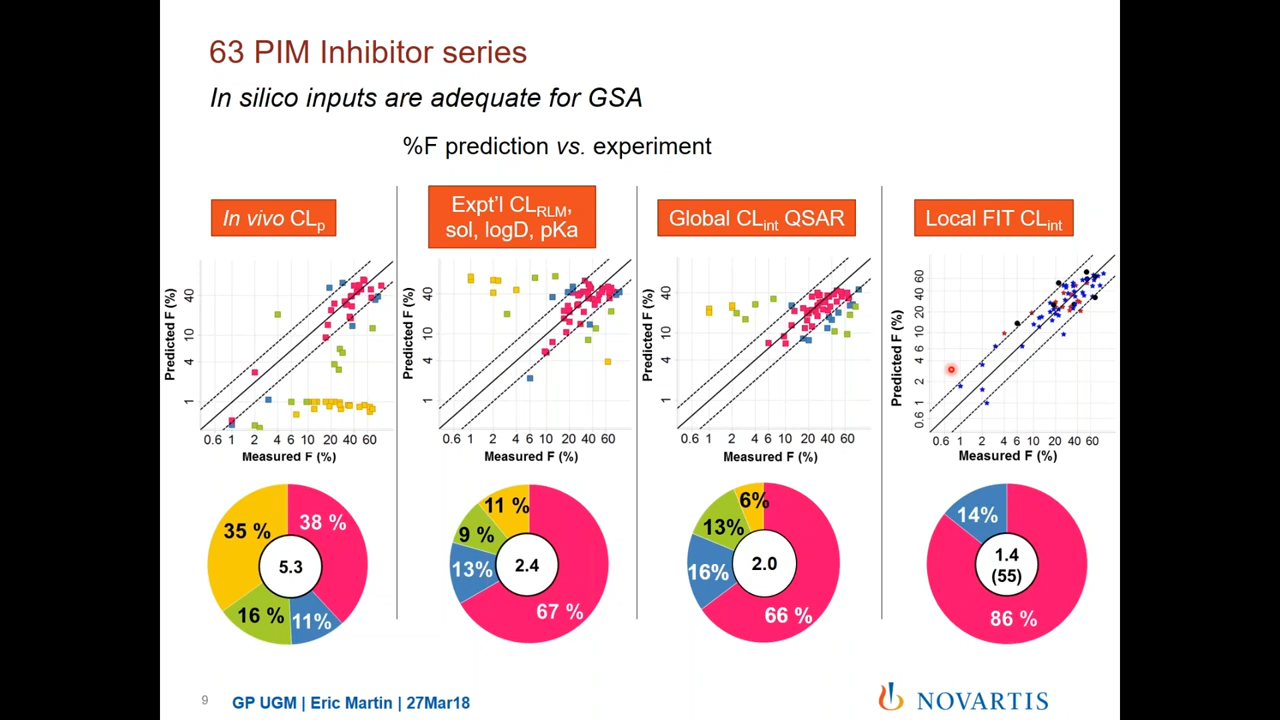 63 PIM Inhibitor series
In silico inputs are adequate for GSA
%F prediction vs. experiment
In vivo CLp
Expt'l CLRLM,
sol, logD, pKa
Global CLint QSAR
Local FIT CLint
Predicted F (%)
40
10
4
1
0.6 1 2 4 6 10 20 40 60
Measured F (%)
Predicted F (%)
40
10
4
1
0.6 1 2 4 6 10 20 40 60
Measured F (%)
Predicted F (%)
40
10
4
1
0.6 1 2 4 6 10 20 40 60
Measured F (%)
Predicted F (%)
60
40
20
10
6
4
2
1
0.6
0.6 1 2 4 6 10 20 40 60
Measured F (%)
35 %
38 %
5.3
16 %
11%
11 %
9 %
13%
2.4
67 %
6%
13%
16%
2.0
66 %
14%
1.4
(55)
86 %
9
GP UGM | Eric Martin | 27Mar18
NOVARTIS